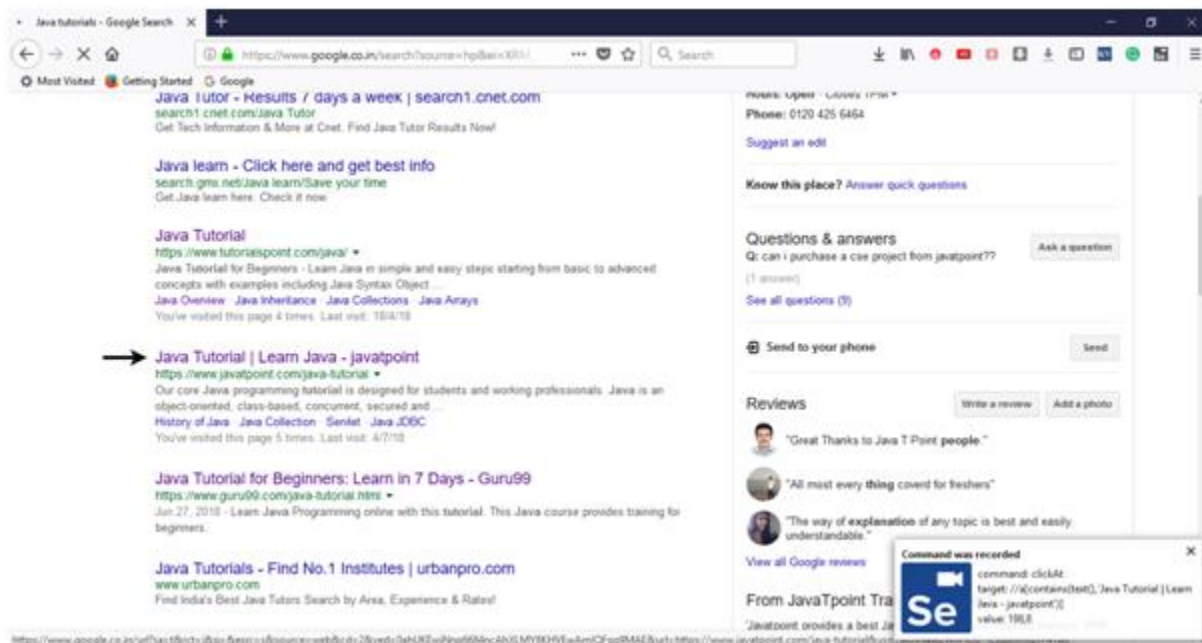 Java tutorials - Google Search
https://www.google.co.in/search?source=hp&ei=XRU
Search
Most Visited
Getting Started
Google
Java Tutor - Results 7 days a week | search1.cnet.com
search1.cnet.com/Java Tutor
Get Tech Information & More at Cnet. Find Java Tutor Results Now!
Java learn - Click here and get best info
search.gmx.net/Java learn/Save your time
Get Java learn here. Check it now
Java Tutorial
https://www.tutorialspoint.com/java/
Java Tutorial for Beginners - Learn Java in simple and easy steps starting from basic to advanced
concepts with examples including Java Syntax Object ...
Java Overview · Java Inheritance · Java Collections · Java Arrays
You've visited this page 4 times. Last visit: 18/4/18
Java Tutorial | Learn Java - javatpoint
https://www.javatpoint.com/java-tutorial
Our core Java programming tutorial is designed for students and working professionals. Java is an
object-oriented, class-based, concurrent, secured and ...
History of Java · Java Collection · Servlet · Java JDBC
You've visited this page 5 times. Last visit: 4/7/18
Java Tutorial for Beginners: Learn in 7 Days - Guru99
https://www.guru99.com/java-tutorial.html
Jun 27, 2018 - Learn Java Programming online with this tutorial. This Java course provides training for
beginners.
Java Tutorials - Find No.1 Institutes | urbanpro.com
www.urbanpro.com
Find India's Best Java Tutors Search by Area, Experience & Rates!
Hours: Open · Closes 7PM
Phone: 0120 425 6464
Suggest an edit
Know this place? Answer quick questions
Questions & answers
Q: can i purchase a cse project from javatpoint??
Ask a question
(1 answer)
See all questions (9)
Send to your phone
Send
Reviews
Write a review
Add a photo
"Great Thanks to Java T Point people."
"All most every thing coverd for freshers"
"The way of explanation of any topic is best and easily
understandable."
View all Google reviews
From JavaTpoint Tra
"Javatpoint provides a best Ja
Command was recorded
Se
command: clickAt
target: //a[contains(text(),'Java Tutorial | Learn
Java - javatpoint')]
value: 198,8